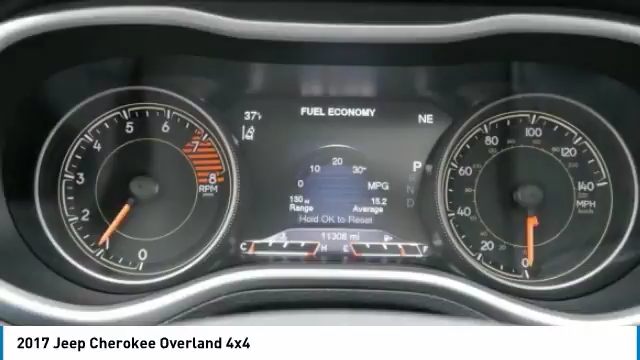 37°F
FUEL ECONOMY
NE
0
1
2
3
4
5
6
7
8
RPM
0
10
20
30
MPG
130 mi
15.2
Range
Average
Hold OK to Reset
11308 mi
C H E F
P
R
N
D
0
20
40
60
80
100
120
140
MPH
km/h
2017 Jeep Cherokee Overland 4x4